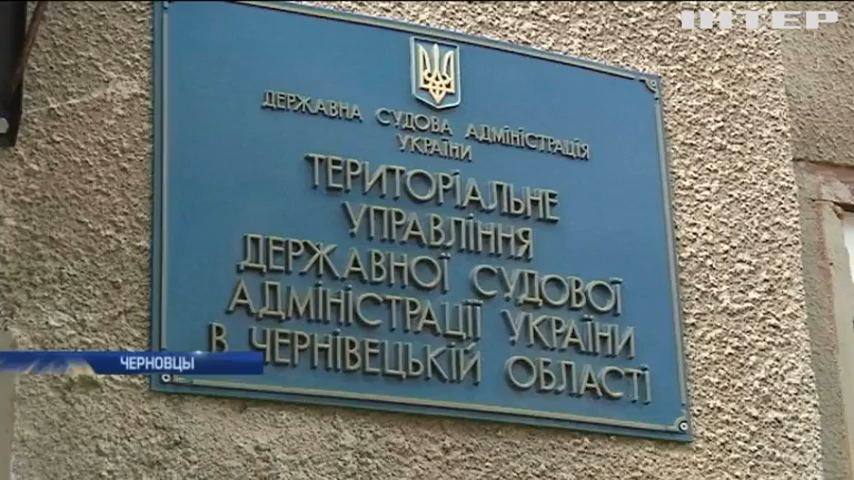 ІНТЕР
ДЕРЖАВНА СУДОВА АДМІНІСТРАЦІЯ
УКРАЇНИ
ТЕРИТОРІАЛЬНЕ
УПРАВЛІННЯ
ДЕРЖАВНОЇ СУДОВОЇ
АДМІНІСТРАЦІЇ УКРАЇНИ
В ЧЕРНІВЕЦЬКІЙ ОБЛАСТІ
ЧЕРНОВЦЫ